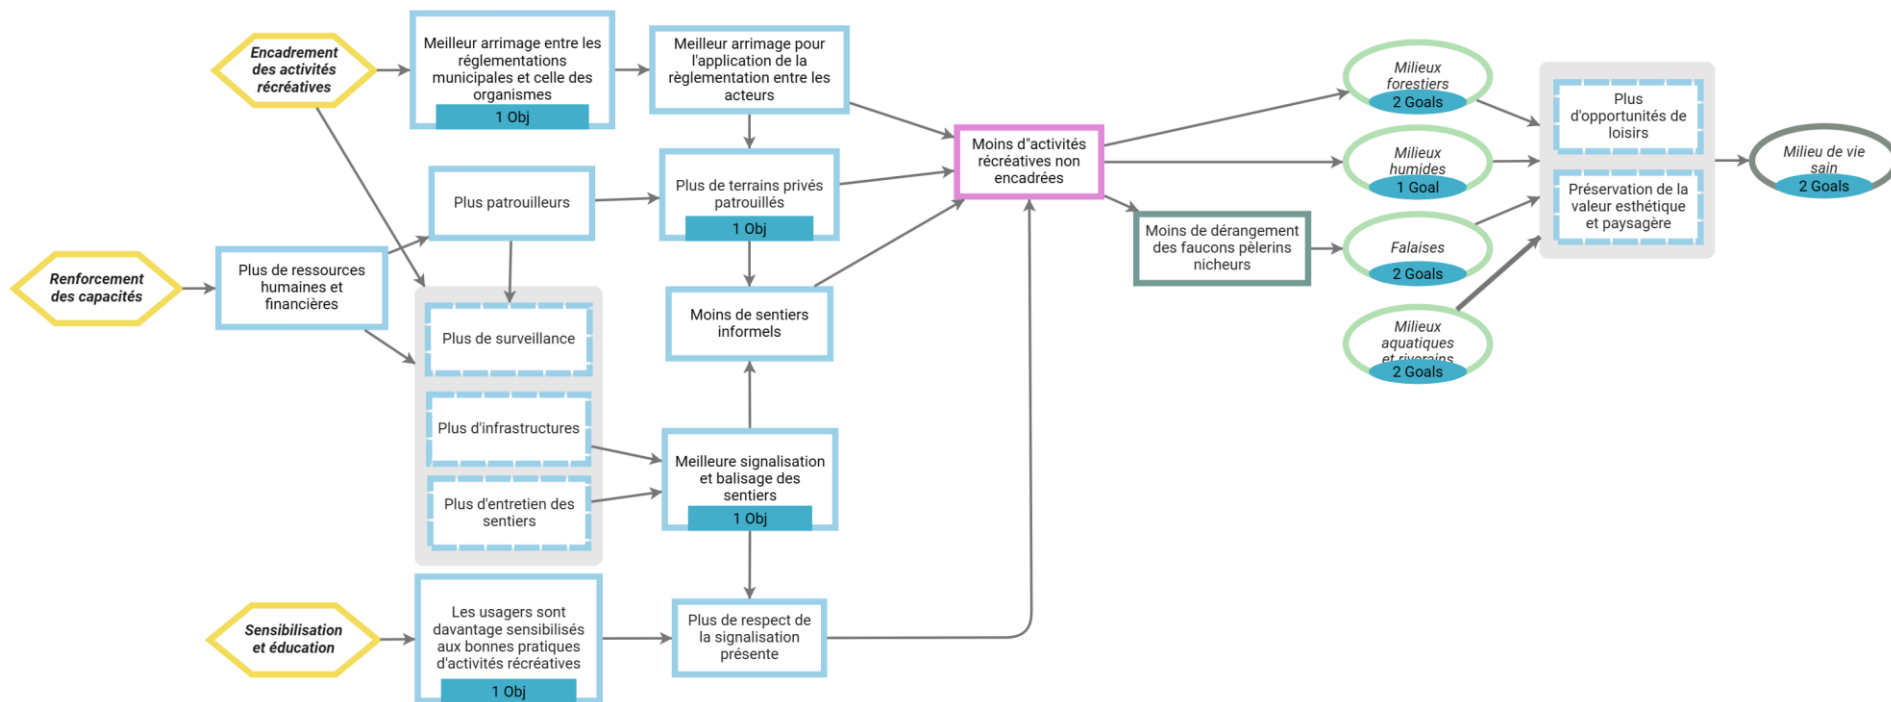 Encadrement
des activités
récréatives
Meilleur arrimage entre les
réglementations
municipales et celle des
organismes
1 Obj
Meilleur arrimage pour
l'application de la
règlementation entre les
acteurs
Plus patrouilleurs
Plus de terrains privés
patrouillés
1 Obj
Renforcement
des capacités
Plus de ressources
humaines et
financières
Plus de surveillance
Plus d'infrastructures
Plus d'entretien des
sentiers
Moins de sentiers
informels
Meilleure signalisation
et balisage des
sentiers
1 Obj
Sensibilisation
et éducation
Les usagers sont
davantage sensibilisés
aux bonnes pratiques
d'activités récréatives
1 Obj
Plus de respect de
la signalisation
présente
Moins d"activités
récréatives non
encadrées
Moins de dérangement
des faucons pèlerins
nicheurs
Milieux
forestiers
2 Goals
Milieux
humides
1 Goal
Falaises
2 Goals
Milieux
aquatiques
et riverains
2 Goals
Plus
d'opportunités de
loisirs
Préservation de la
valeur esthétique
et paysagère
Milieu de vie
sain
2 Goals